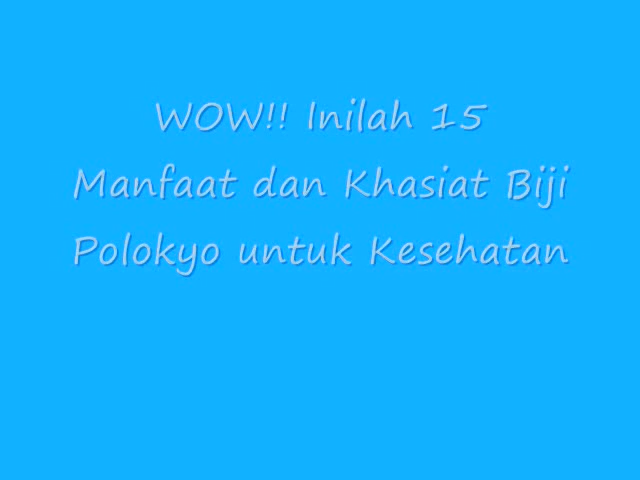 WOW!! Inilah 15
Manfaat dan Khasiat Biji
Polokyo untuk Kesehatan